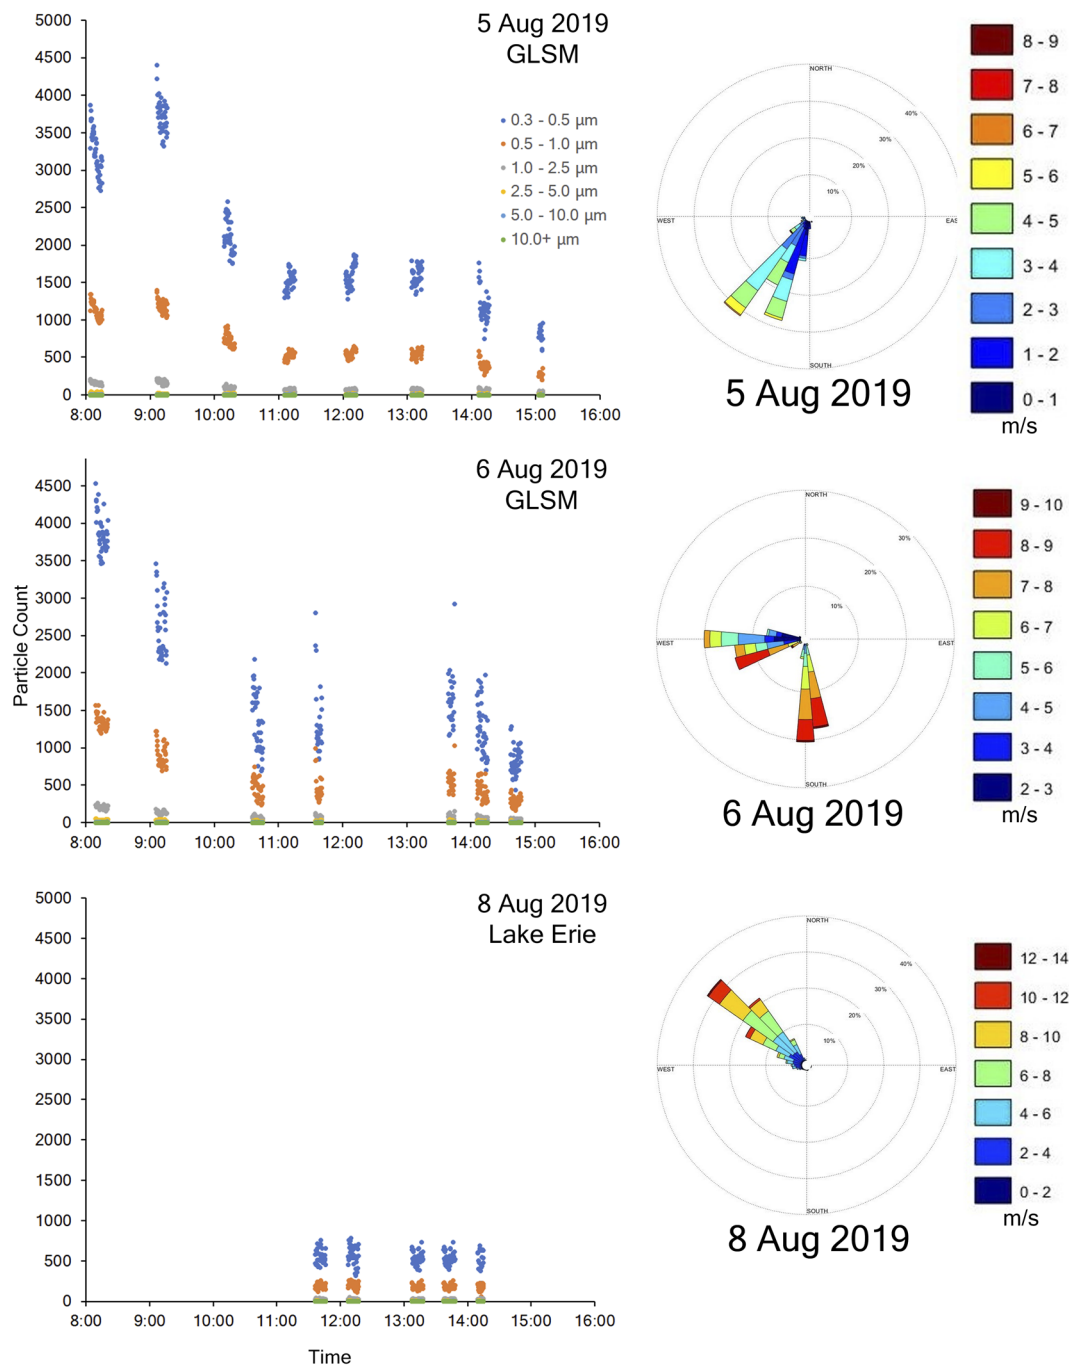 5 Aug 2019
GLSM
5000
4500
4000
3500
3000
2500
2000
1500
1000
500
0
8:00 9:00 10:00 11:00 12:00 13:00 14:00 15:00 16:00
0.3 - 0.5 µm
0.5 - 1.0 µm
1.0 - 2.5 µm
2.5 - 5.0 µm
5.0 - 10.0 µm
10.0+ µm
NORTH
40%
30%
20%
10%
WEST
EAS
SOUTH
5 Aug 2019
8 - 9
7 - 8
6 - 7
5 - 6
4 - 5
3 - 4
2 - 3
1 - 2
0 - 1
m/s
6 Aug 2019
GLSM
Particle Count
4500
4000
3500
3000
2500
2000
1500
1000
500
0
8:00 9:00 10:00 11:00 12:00 13:00 14:00 15:00 16:00
NORTH
30%
20%
10%
WEST
EAST
SOUTH
6 Aug 2019
9 - 10
8 - 9
7 - 8
6 - 7
5 - 6
4 - 5
3 - 4
2 - 3
m/s
8 Aug 2019
Lake Erie
5000
4500
4000
3500
3000
2500
2000
1500
1000
500
0
8:00 9:00 10:00 11:00 12:00 13:00 14:00 15:00 16:00
Time
NORTH
40%
30%
20%
10%
WEST
EAST
SOUTH
8 Aug 2019
12 - 14
10 - 12
8 - 10
6 - 8
4 - 6
2 - 4
0 - 2
m/s